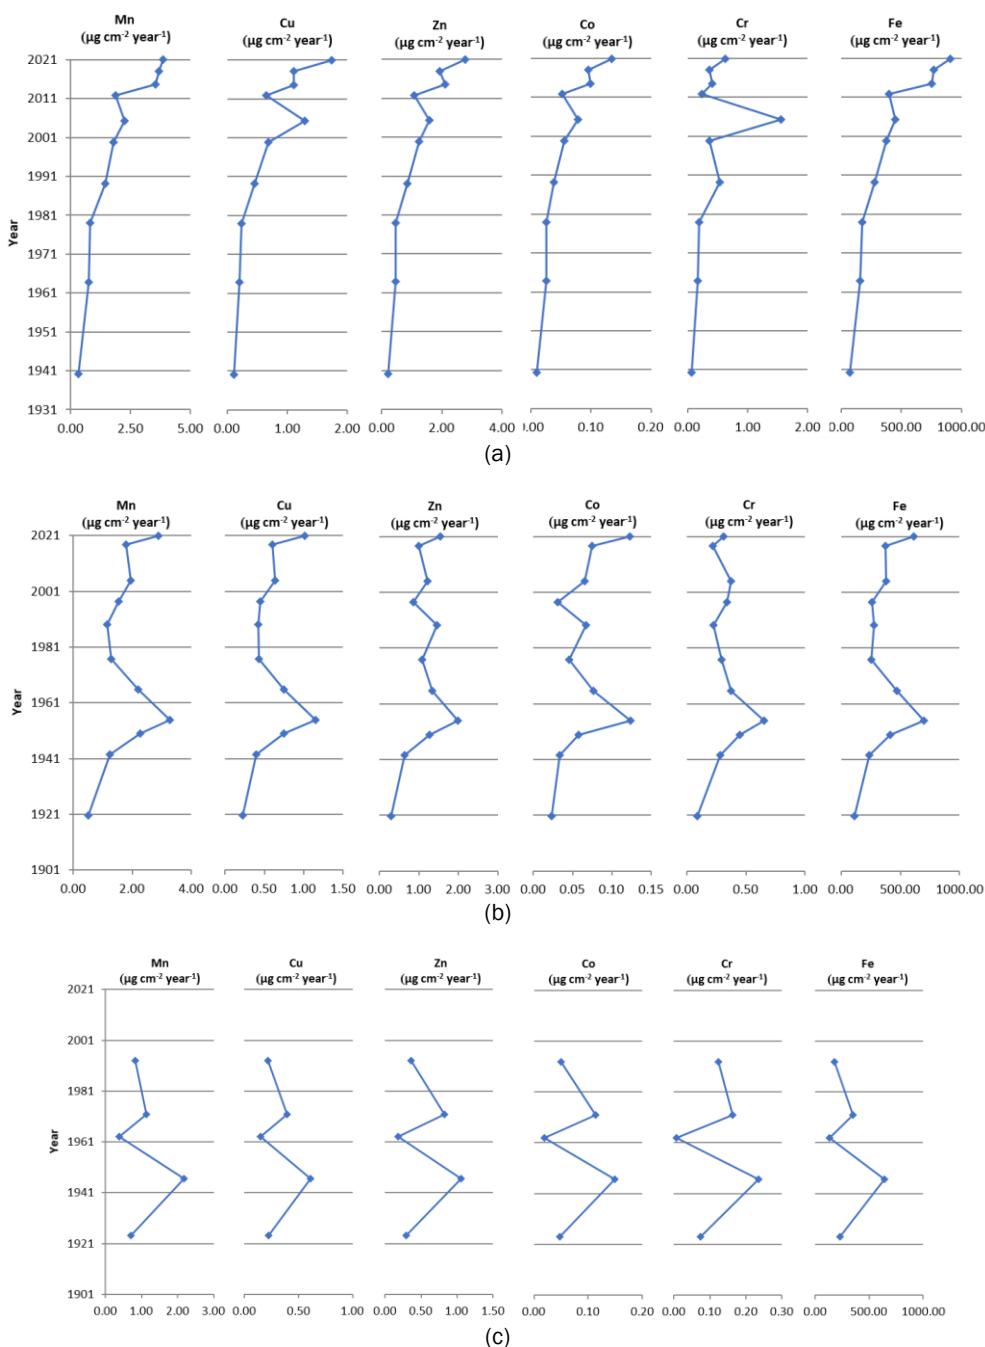 Mn Cu Zn Co Cr Fe
(µg cm⁻² year⁻¹) (µg cm⁻² year⁻¹) (µg cm⁻² year⁻¹) (µg cm⁻² year⁻¹) (µg cm⁻² year⁻¹) (µg cm⁻² year⁻¹)
2021
2011
2001
1991
1981
Year
1971
1961
1951
1941
1931
0.00 2.50 5.00 0.00 1.00 2.00 0.00 2.00 4.00 0.00 0.10 0.20 0.00 1.00 2.00 0.00 500.00 1000.00
(a)
Mn Cu Zn Co Cr Fe
(µg cm⁻² year⁻¹) (µg cm⁻² year⁻¹) (µg cm⁻² year⁻¹) (µg cm⁻² year⁻¹) (µg cm⁻² year⁻¹) (µg cm⁻² year⁻¹)
2021
2001
1981
Year
1961
1941
1921
1901
0.00 2.00 4.00 0.00 0.50 1.00 1.50 0.00 1.00 2.00 3.00 0.00 0.05 0.10 0.15 0.00 0.50 1.00 0.00 500.00 1000.00
(b)
Mn Cu Zn Co Cr Fe
(µg cm⁻² year⁻¹) (µg cm⁻² year⁻¹) (µg cm⁻² year⁻¹) (µg cm⁻² year⁻¹) (µg cm⁻² year⁻¹) (µg cm⁻² year⁻¹)
2021
2001
1981
Year
1961
1941
1921
1901
0.00 1.00 2.00 3.00 0.00 0.50 1.00 0.00 0.50 1.00 1.50 0.00 0.10 0.20 0.00 0.10 0.20 0.30 0.00 500.00 1000.00
(c)